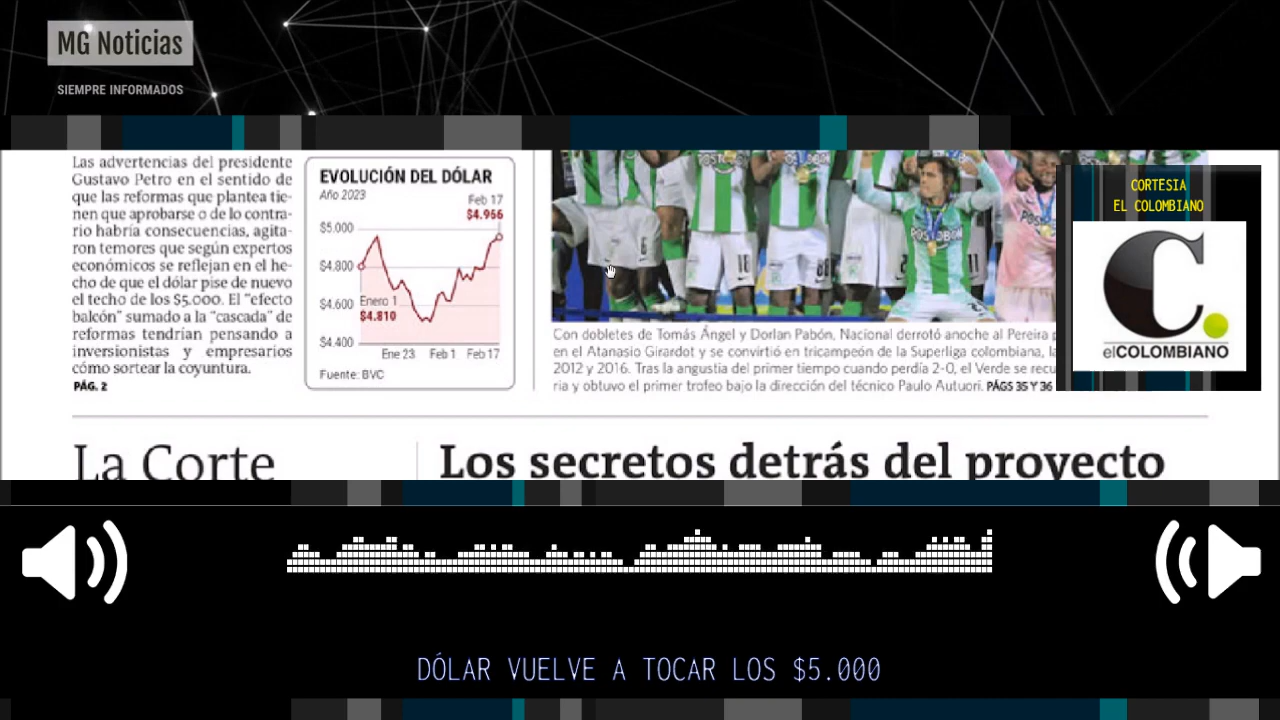 MG Noticias
SIEMPRE INFORMADOS
Las advertencias del presidente
Gustavo Petro en el sentido de
que las reformas que plantea tie-
nen que aprobarse o de lo contra-
rio habría consecuencias, agita-
ron temores que según expertos
económicos se reflejan en el he-
cho de que el dólar pise de nuevo
el techo de los $5.000. El "efecto
balcón" sumado a la "cascada" de
reformas tendrían pensando a
inversionistas y empresarios
cómo sortear la coyuntura.
PÁG. 2
EVOLUCIÓN DEL DÓLAR
Año 2023
Feb 17
$4.966
$5.000
$4.800
$4.600
$4.400
Enero 1
$4.810
Ene 23 Feb 1 Feb 17
Fuente: BVC
POSTOBON
Con dobletes de Tomás Ángel y Dorlan Pabón, Nacional derrotó anoche al Pereira
en el Atanasio Girardot y se convirtió en tricampeón de la Superliga colombiana,
2012 y 2016. Tras la angustia del primer tiempo cuando perdía 2-0, el Verde se recu
ria y obtuvo el primer trofeo bajo la dirección del técnico Paulo Autuori. PÁGS 35 Y 36
CORTESIA
EL COLOMBIANO
C.
elCOLOMBIANO
La Corte
Los secretos detrás del proyecto
DÓLAR VUELVE A TOCAR LOS $5.000